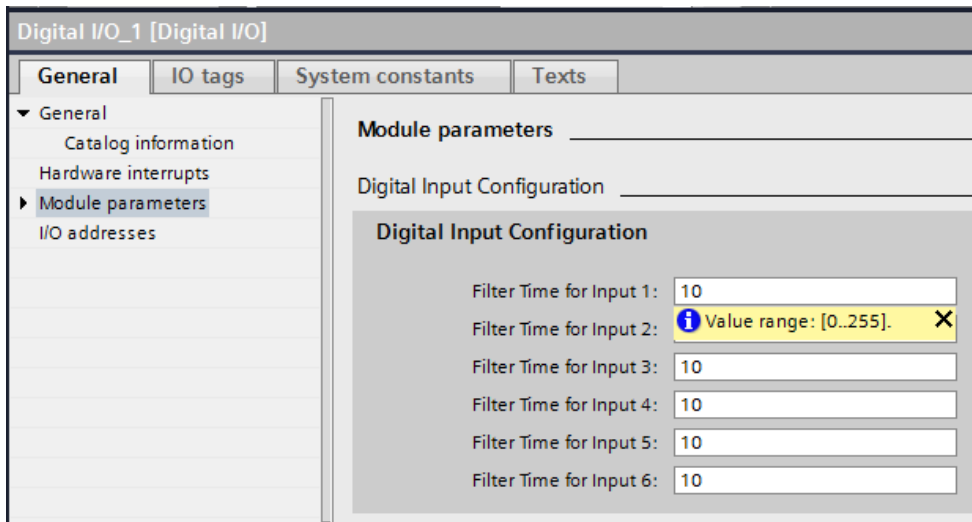 Digital I/O_1 [Digital I/O]
General IO tags System constants Texts
General
Catalog information
Hardware interrupts
Module parameters
I/O addresses
Module parameters
Digital Input Configuration
Digital Input Configuration
Filter Time for Input 1: 10
Filter Time for Input 2: Value range: [0..255].
Filter Time for Input 3: 10
Filter Time for Input 4: 10
Filter Time for Input 5: 10
Filter Time for Input 6: 10